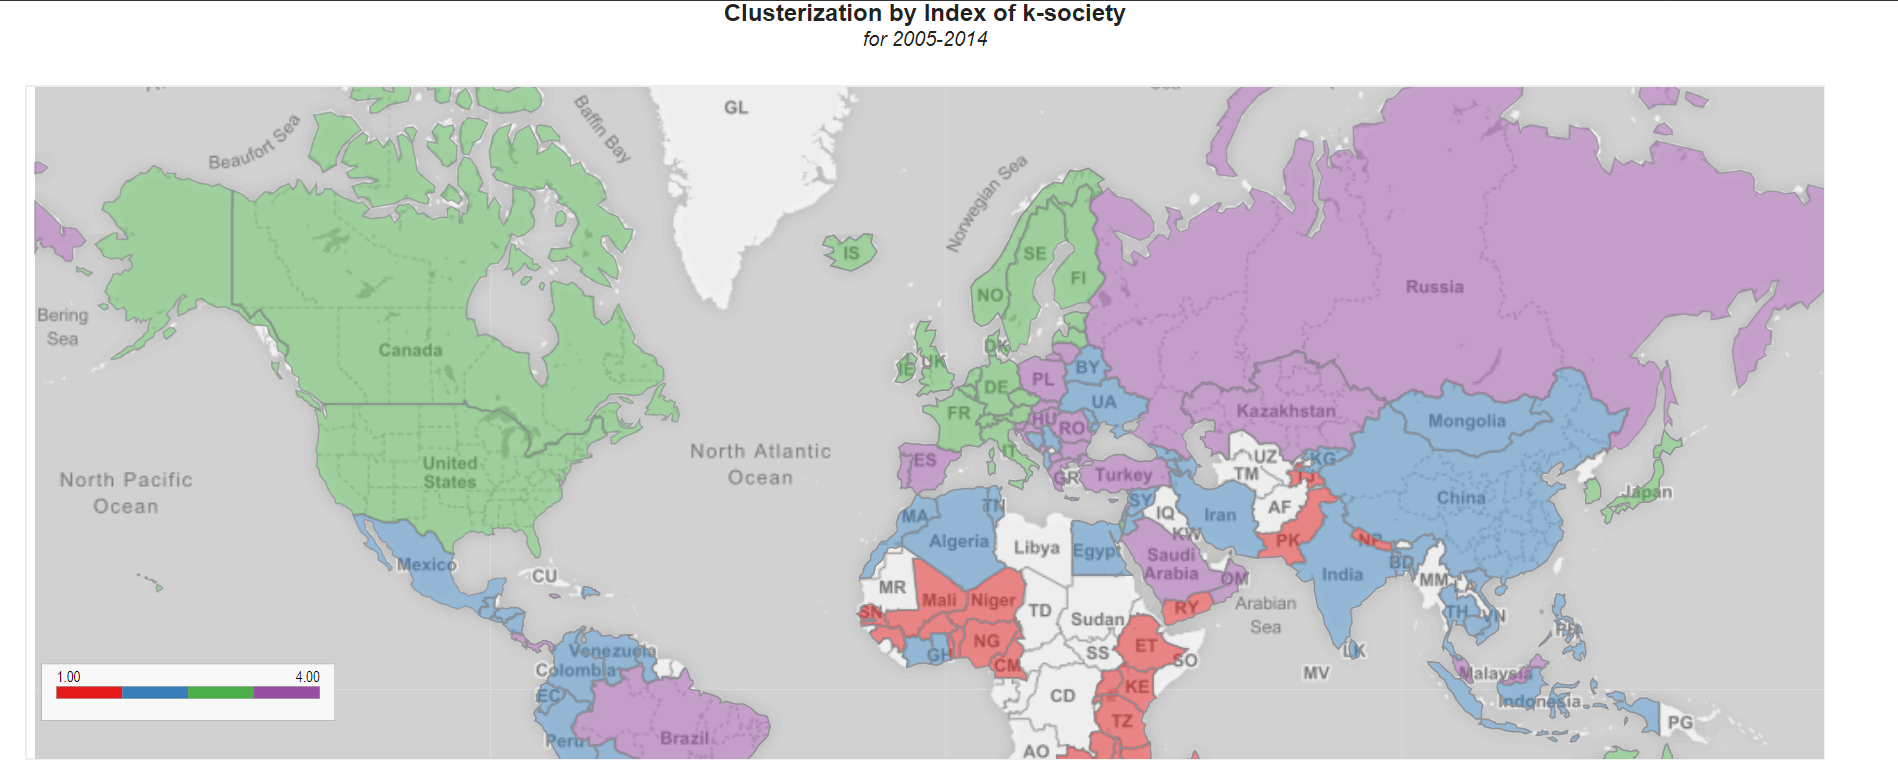 Clusterization by Index of k-society
for 2005-2014
GL
Beaufort Sea
Baffin Bay
Norwegian Sea
IS
SE
FI
NO
Russia
Bering
Sea
Canada
DK
IE
UK
BY
DE
PL
UA
FR
HU
RO
Kazakhstan
Mongolia
North Atlantic
Ocean
United
States
North Pacific
Ocean
IT
ES
GR
Turkey
UZ
TM
KG
TJ
China
Japan
MA
TN
SY
IQ
Iran
AF
Algeria
Libya
Egypt
KW
PK
NP
Saudi
Arabia
OM
India
BD
MM
LA
Mexico
CU
MR
Mali
Niger
TD
Sudan
RY
Arabian
Sea
TH
VN
PH
SN
NG
GH
CM
SS
ET
SO
LK
MV
Malaysia
Indonesia
Venezuela
Colombia
EC
CD
KE
TZ
PG
Peru
Brazil
AO
1.00
4.00